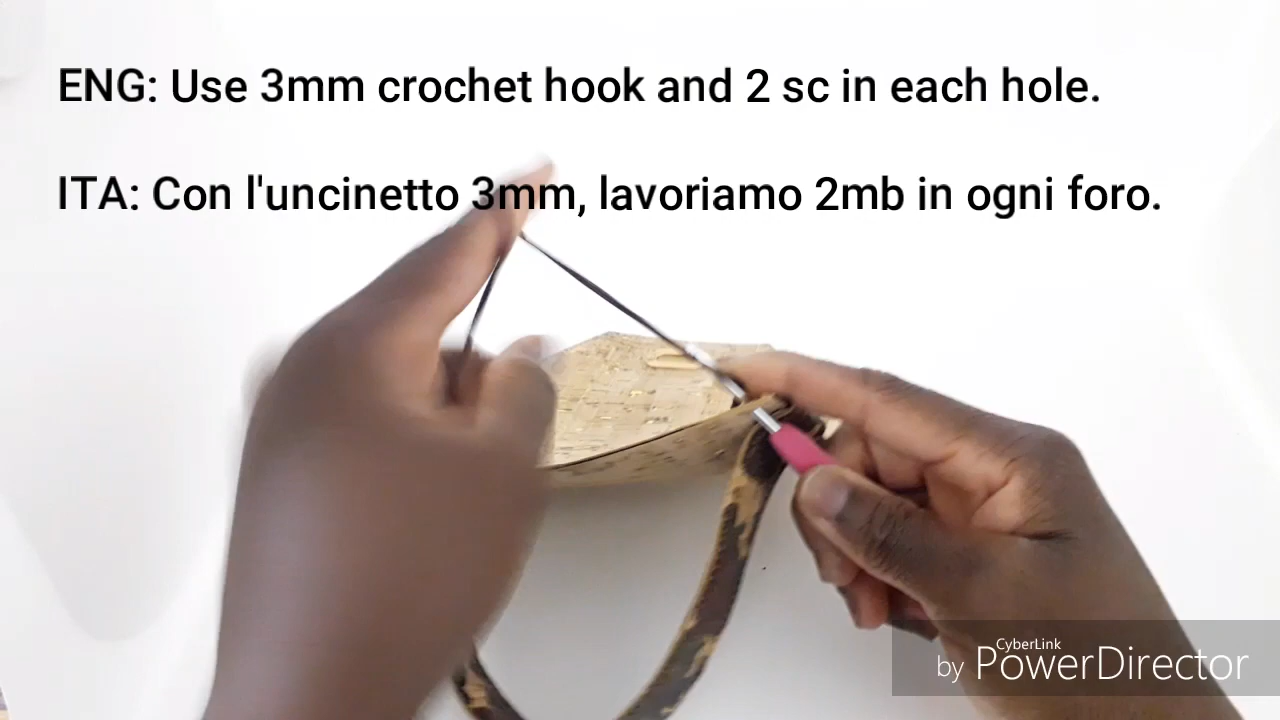 ENG: Use 3mm crochet hook and 2 sc in each hole.
ITA: Con l'uncinetto 3mm, lavoriamo 2mb in ogni foro.
CyberLink
by PowerDirector